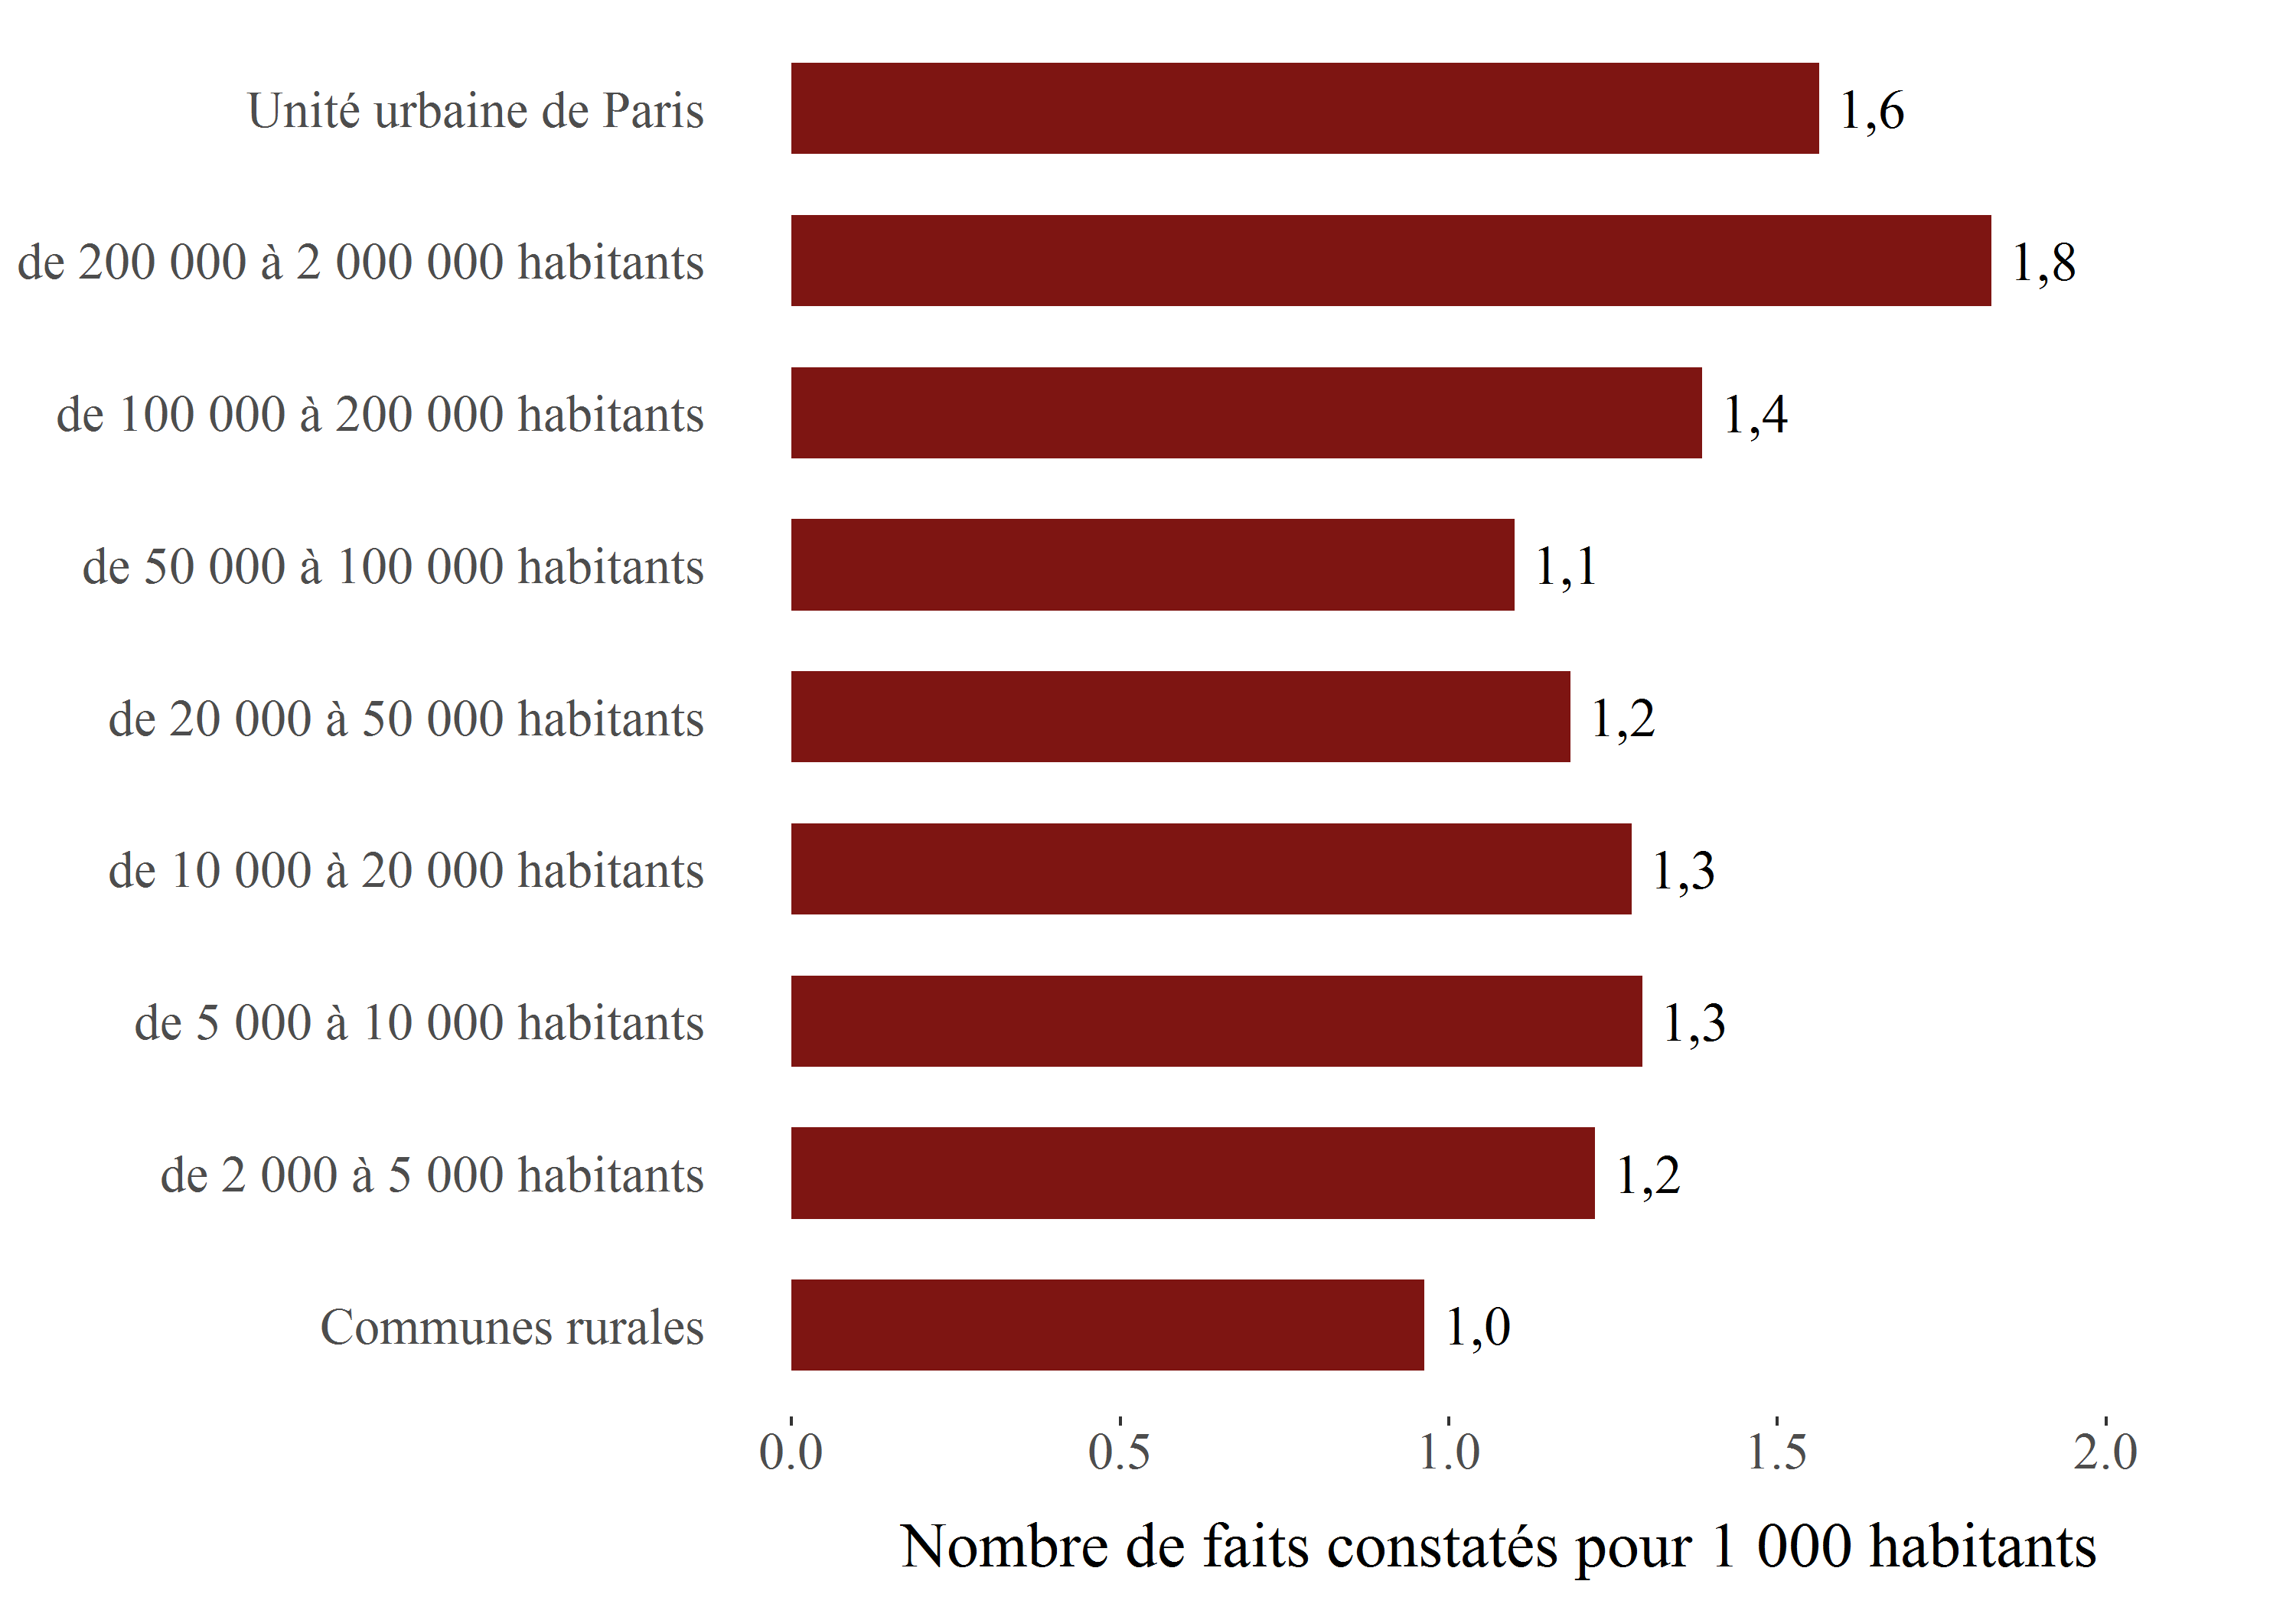 Unité urbaine de Paris 1,6
de 200 000 à 2 000 000 habitants 1,8
de 100 000 à 200 000 habitants 1,4
de 50 000 à 100 000 habitants 1,1
de 20 000 à 50 000 habitants 1,2
de 10 000 à 20 000 habitants 1,3
de 5 000 à 10 000 habitants 1,3
de 2 000 à 5 000 habitants 1,2
Communes rurales 1,0
0.0 0.5 1.0 1.5 2.0
Nombre de faits constatés pour 1 000 habitants